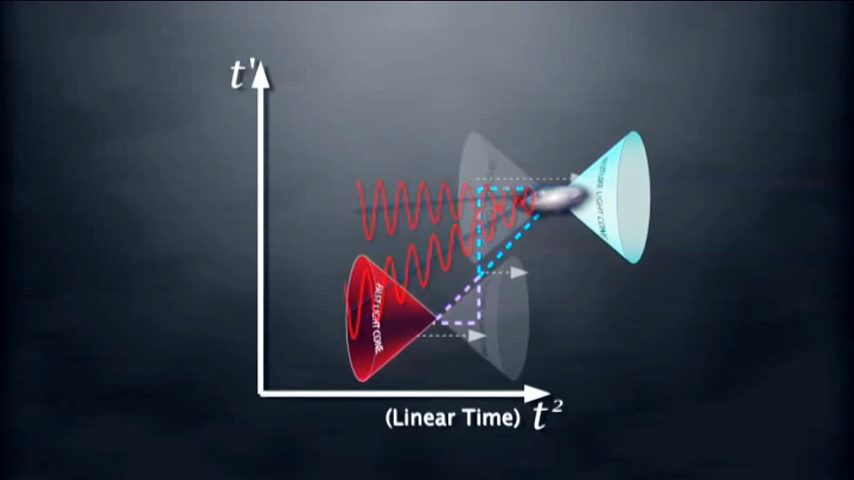 t'
FUTURE LIGHT CONE
PAST LIGHT CONE
(Linear Time) t²